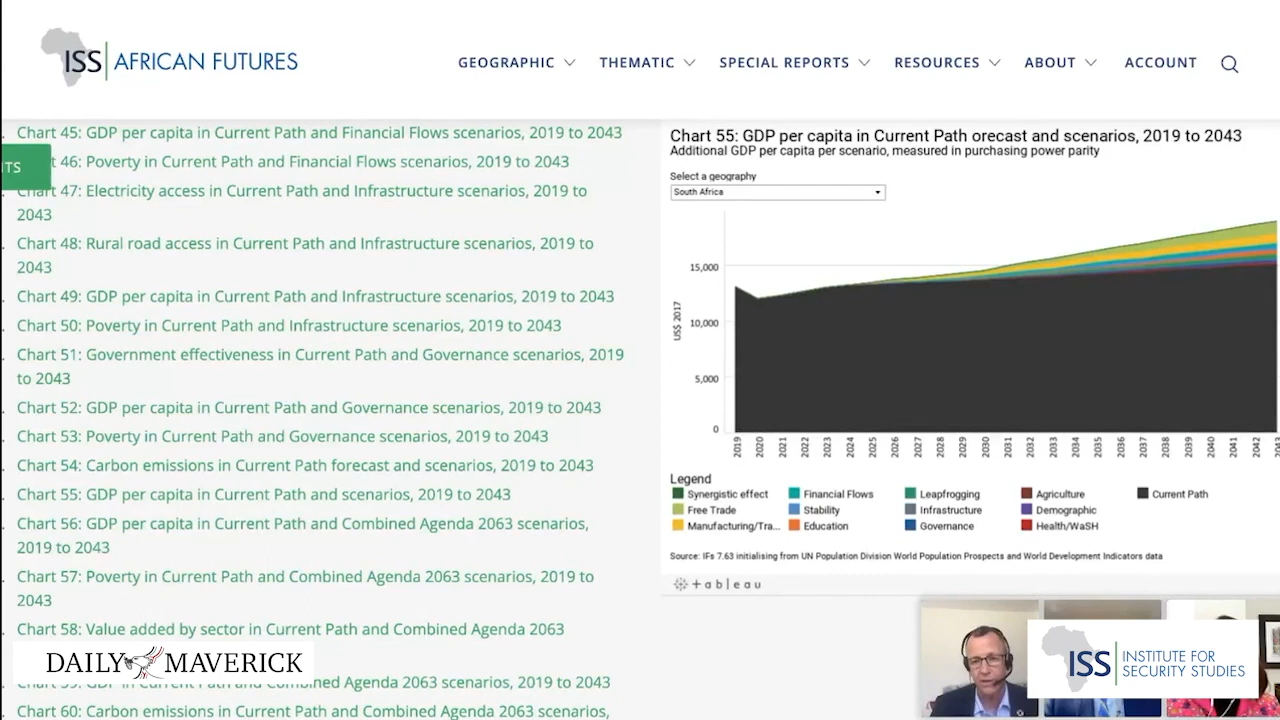 ISS AFRICAN FUTURES
GEOGRAPHIC THEMATIC SPECIAL REPORTS RESOURCES ABOUT ACCOUNT
Chart 45: GDP per capita in Current Path and Financial Flows scenarios, 2019 to 2043
46: Poverty in Current Path and Financial Flows scenarios, 2019 to 2043
Chart 47: Electricity access in Current Path and Infrastructure scenarios, 2019 to
2043
Chart 48: Rural road access in Current Path and Infrastructure scenarios, 2019 to
2043
Chart 49: GDP per capita in Current Path and Infrastructure scenarios, 2019 to 2043
Chart 50: Poverty in Current Path and Infrastructure scenarios, 2019 to 2043
Chart 51: Government effectiveness in Current Path and Governance scenarios, 2019
to 2043
Chart 52: GDP per capita in Current Path and Governance scenarios, 2019 to 2043
Chart 53: Poverty in Current Path and Governance scenarios, 2019 to 2043
Chart 54: Carbon emissions in Current Path forecast and scenarios, 2019 to 2043
Chart 55: GDP per capita in Current Path and scenarios, 2019 to 2043
Chart 56: GDP per capita in Current Path and Combined Agenda 2063 scenarios,
2019 to 2043
Chart 57: Poverty in Current Path and Combined Agenda 2063 scenarios, 2019 to
2043
Chart 58: Value added by sector in Current Path and Combined Agenda 2063
Combined Agenda 2063 scenarios, 2019 to 2043
Chart 60: Carbon emissions in Current Path and Combined Agenda 2063 scenarios,
DAILY MAVERICK
Chart 55: GDP per capita in Current Path orecast and scenarios, 2019 to 2043
Additional GDP per capita per scenario, measured in purchasing power parity
Select a geography
South Africa
15,000
10,000
5,000
0
US$ 2017
2019 2020 2021 2022 2023 2024 2025 2026 2027 2028 2029 2030 2031 2032 2033 2034 2035 2036 2037 2038 2039 2040 2041 2042 2043
Legend
Synergistic effect Financial Flows Leapfrogging Agriculture Current Path
Free Trade Stability Infrastructure Demographic
Manufacturing/Tra... Education Governance Health/WaSH
Source: IFs 7.63 initialising from UN Population Division World Population Prospects and World Development Indicators data
+ a b l e a u
ISS INSTITUTE FOR
SECURITY STUDIES